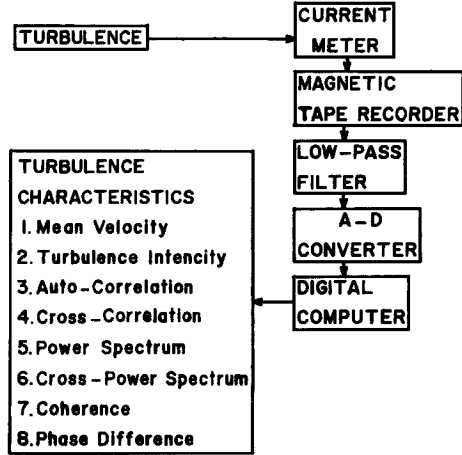 TURBULENCE
CURRENT
METER
MAGNETIC
TAPE RECORDER
LOW-PASS
FILTER
A-D
CONVERTER
DIGITAL
COMPUTER
TURBULENCE
CHARACTERISTICS
1. Mean Velocity
2. Turbulence Intencity
3. Auto-Correlation
4. Cross-Correlation
5. Power Spectrum
6. Cross-Power Spectrum
7. Coherence
8. Phase Difference